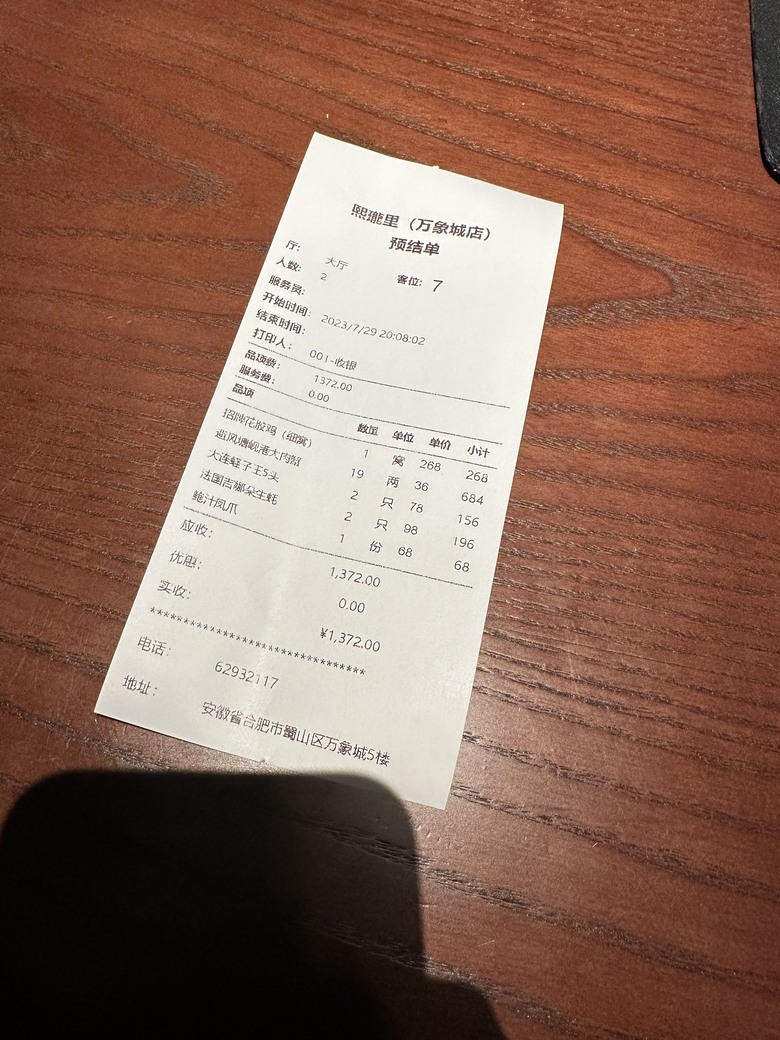 熙瓏里（万象城店）
预结单
厅: 大厅 客位: 7
人数: 2
服务员:
开始时间: 2023/7/29 20:08:02
结束时间:
打印人: 001-收银
品项费: 1372.00
服务费: 0.00
品项 数量 单位 单价 小计
招牌花胶鸡（细窝） 1 窝 268 268
避风塘岘港大肉蟹 19 两 36 684
大连蛏子王5头 2 只 78 156
法国吉娜朵生蚝 2 只 98 196
鲍汁凤爪 1 份 68 68
应收: 1,372.00
优惠: 0.00
实收: ¥1,372.00
********************************
电话: 62932117
地址: 安徽省合肥市蜀山区万象城5楼